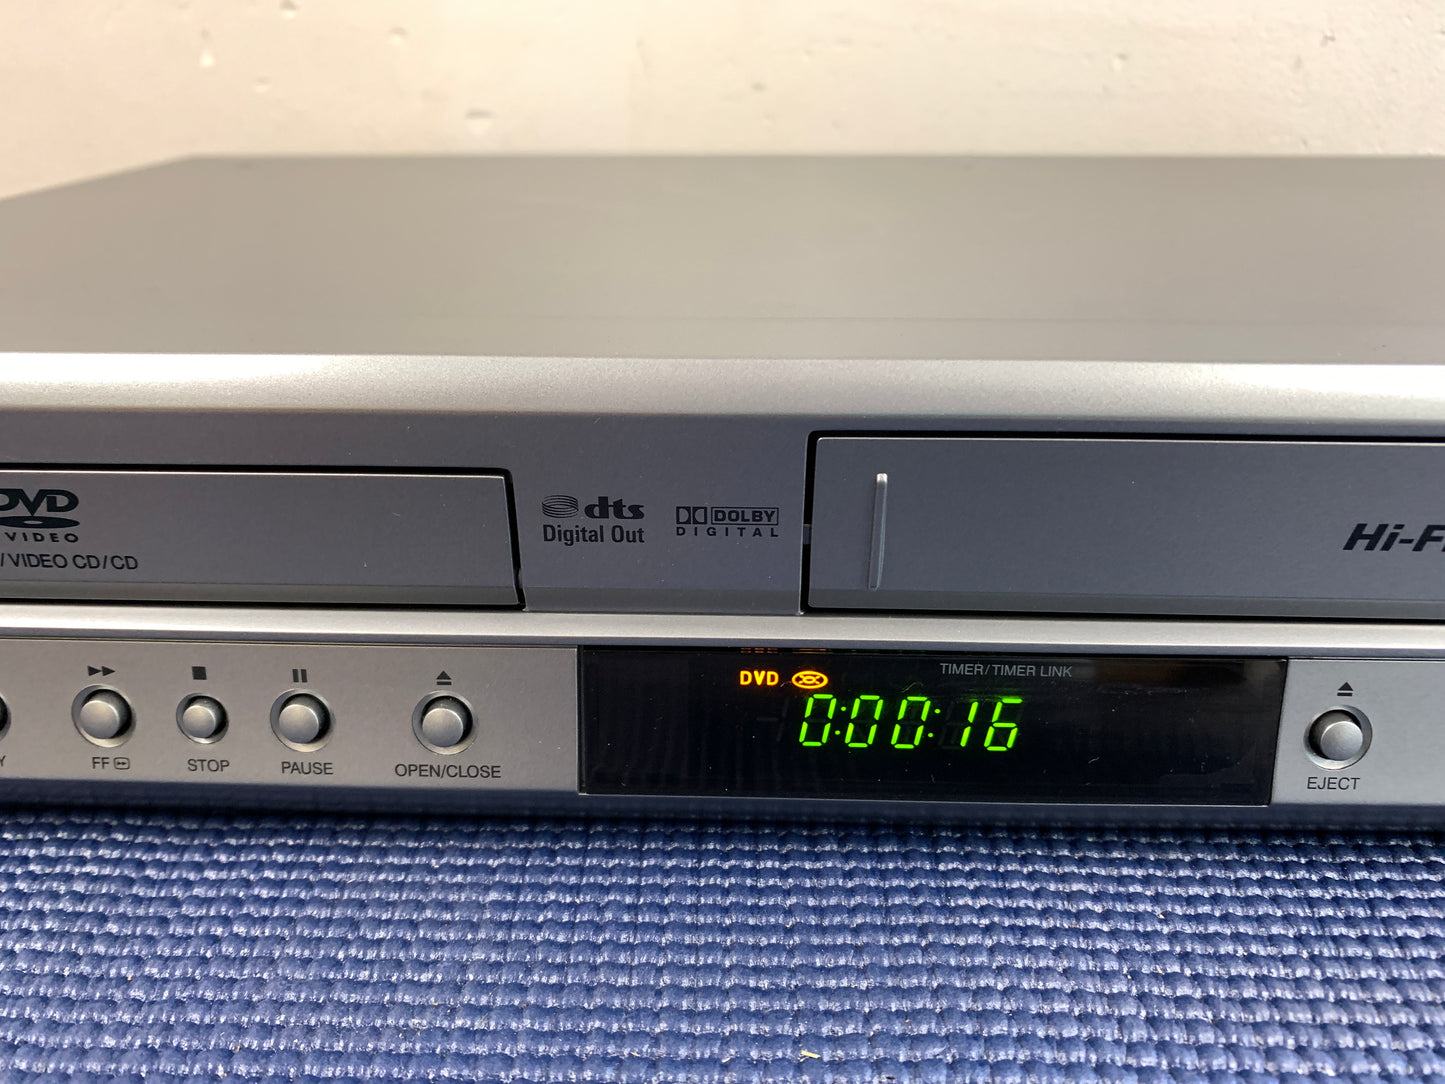 DVD
VIDEO
/VIDEO CD/CD
dts
Digital Out
DOLBY
DIGITAL
Hi-F
FF
STOP
PAUSE
OPEN/CLOSE
DVD
TIMER/TIMER LINK
0:00:16
EJECT